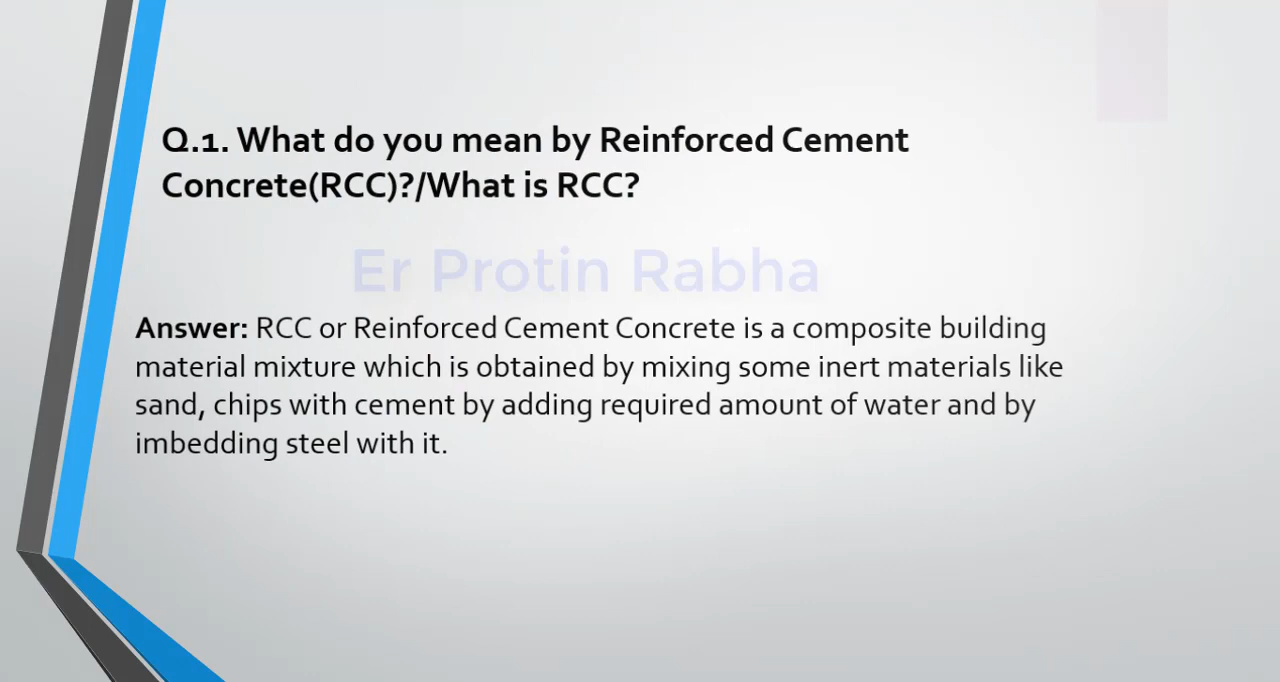 Q.1. What do you mean by Reinforced Cement
Concrete(RCC)?/What is RCC?
Er Protin Rabha
Answer: RCC or Reinforced Cement Concrete is a composite building
material mixture which is obtained by mixing some inert materials like
sand, chips with cement by adding required amount of water and by
imbedding steel with it.